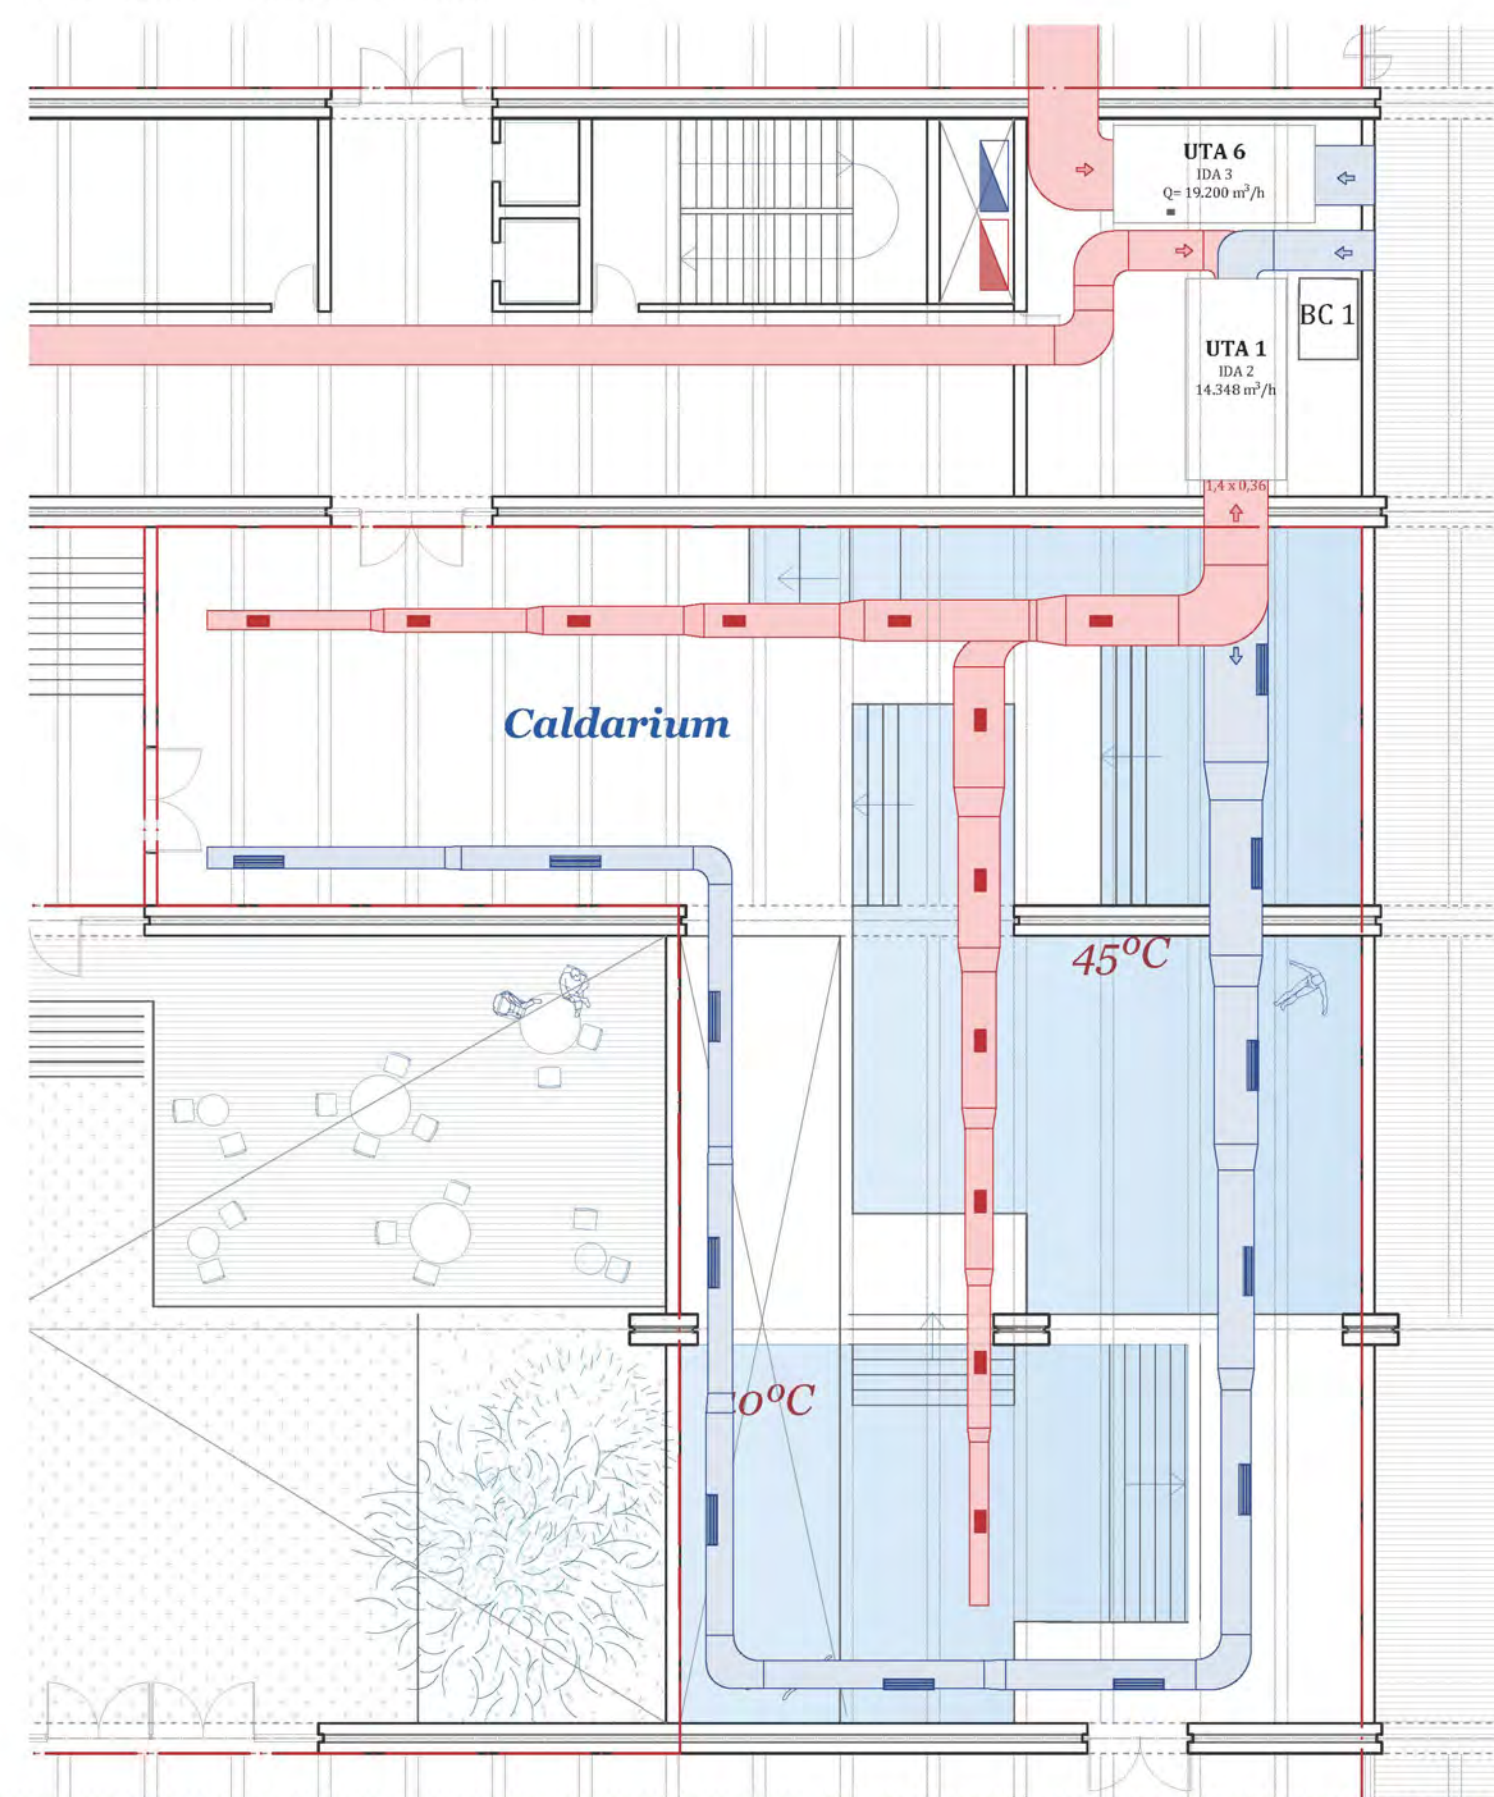 UTA 6
IDA 3
Q= 19.200 m³/h
BC 1
UTA 1
IDA 2
14.348 m³/h
1,4 x 0,36
Caldarium
45ºC
0ºC